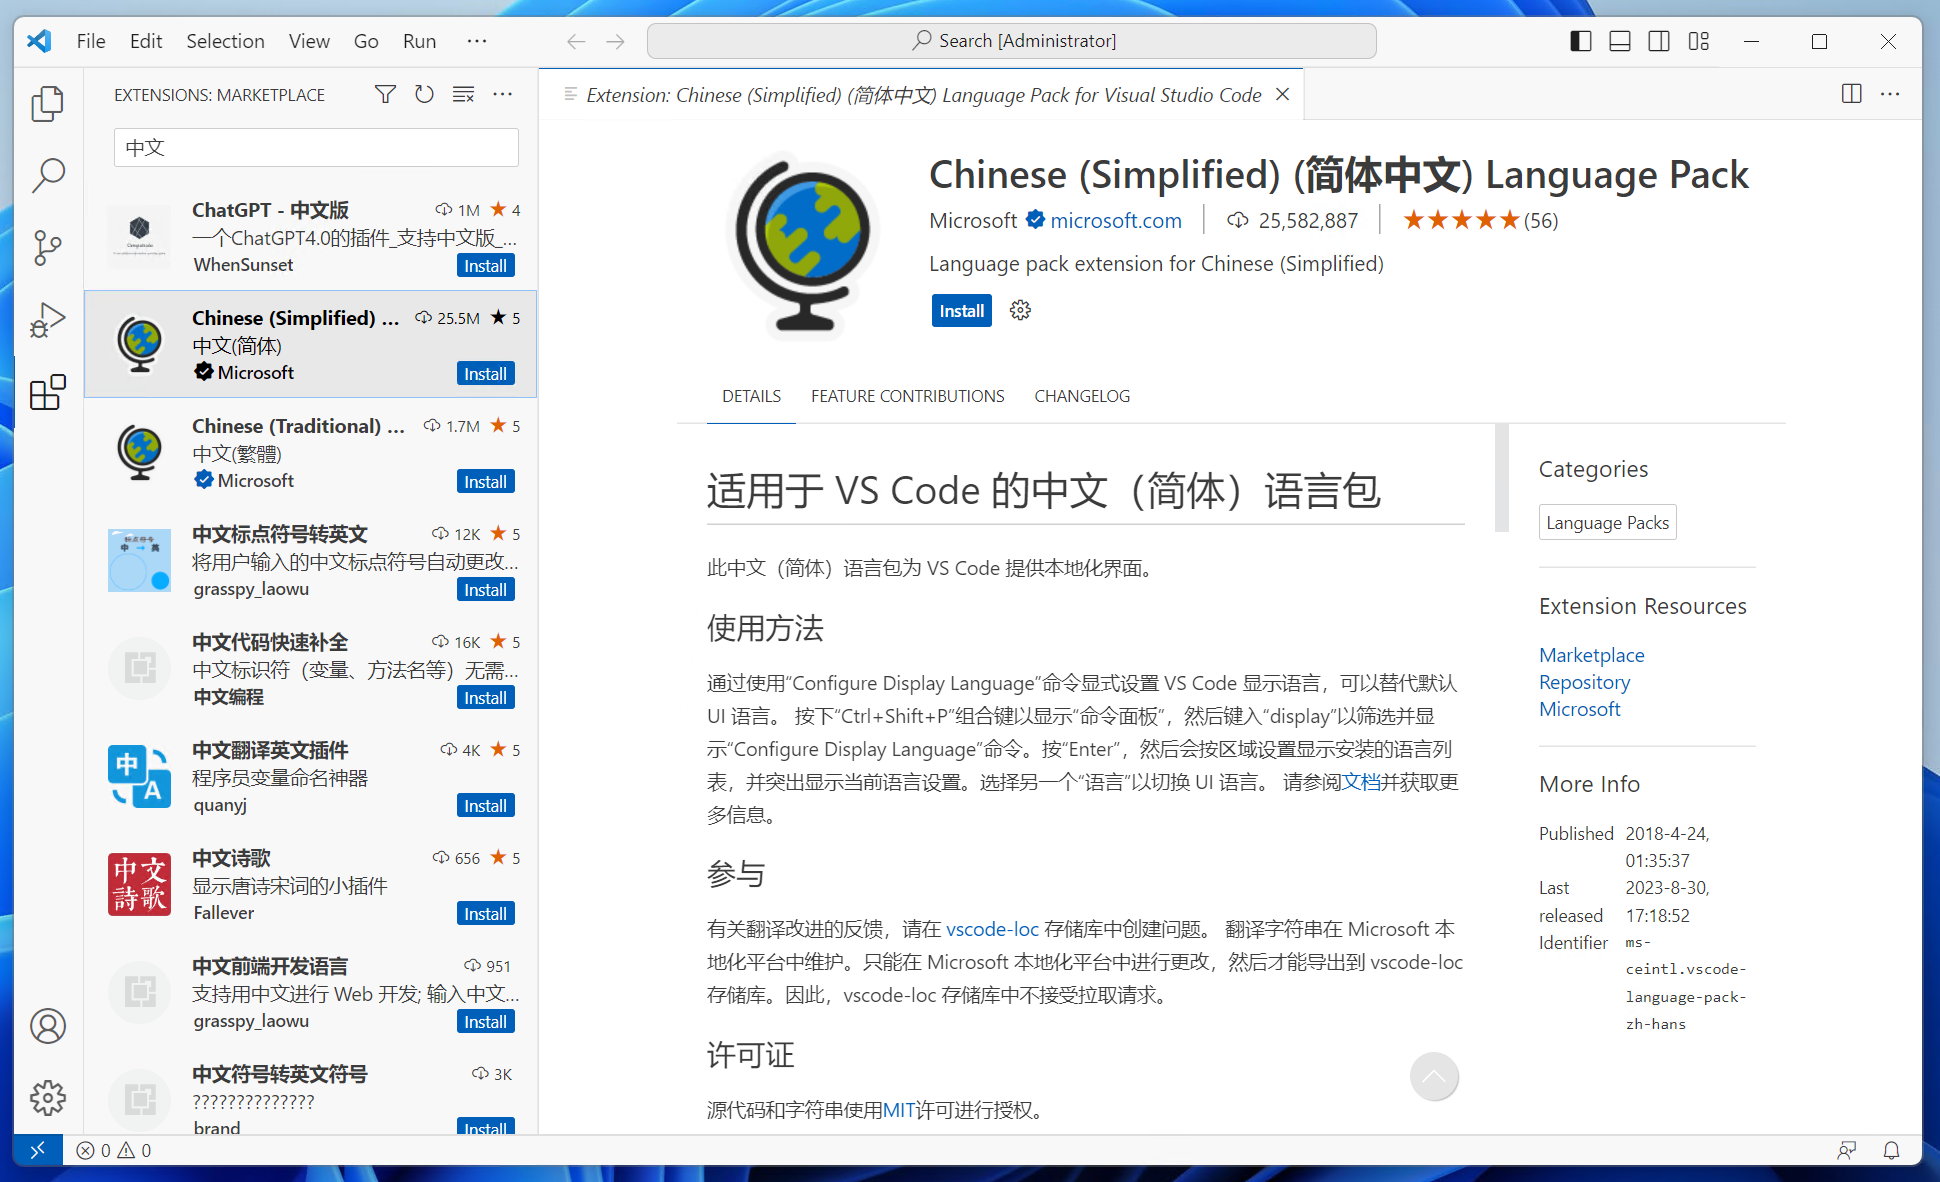 File Edit Selection View Go Run ···
Search [Administrator]
EXTENSIONS: MARKETPLACE
中文
ChatGPT - 中文版 1M ★ 4
一个ChatGPT4.0的插件_支持中文版_...
WhenSunset Install
Chinese (Simplified) ... 25.5M ★ 5
中文(简体)
Microsoft Install
Chinese (Traditional) ... 1.7M ★ 5
中文(繁體)
Microsoft Install
中文标点符号转英文 12K ★ 5
将用户输入的中文标点符号自动更改...
grasspy_laowu Install
中文代码快速补全 16K ★ 5
中文标识符（变量、方法名等）无需...
中文编程 Install
中文翻译英文插件 4K ★ 5
程序员变量命名神器
quanyj Install
中文诗歌 656 ★ 5
显示唐诗宋词的小插件
Fallever Install
中文前端开发语言 951
支持用中文进行 Web 开发; 输入中文...
grasspy_laowu Install
中文符号转英文符号 3K
??????????????
brand Install
中
A
中文
詩歌
中 → 英
Extension: Chinese (Simplified) (简体中文) Language Pack for Visual Studio Code
Chinese (Simplified) (简体中文) Language Pack
Microsoft microsoft.com 25,582,887 ★★★★★(56)
Language pack extension for Chinese (Simplified)
Install
DETAILS FEATURE CONTRIBUTIONS CHANGELOG
适用于 VS Code 的中文（简体）语言包
此中文（简体）语言包为 VS Code 提供本地化界面。
使用方法
通过使用“Configure Display Language”命令显式设置 VS Code 显示语言，可以替代默认
UI 语言。 按下“Ctrl+Shift+P”组合键以显示“命令面板”，然后键入“display”以筛选并显
示“Configure Display Language”命令。按“Enter”，然后会按区域设置显示安装的语言列
表，并突出显示当前语言设置。选择另一个“语言”以切换 UI 语言。 请参阅文档并获取更
多信息。
参与
有关翻译改进的反馈，请在 vscode-loc 存储库中创建问题。 翻译字符串在 Microsoft 本
地化平台中维护。只能在 Microsoft 本地化平台中进行更改，然后才能导出到 vscode-loc
存储库。因此，vscode-loc 存储库中不接受拉取请求。
许可证
源代码和字符串使用MIT许可进行授权。
Categories
Language Packs
Extension Resources
Marketplace
Repository
Microsoft
More Info
Published 2018-4-24,
01:35:37
Last 2023-8-30,
released 17:18:52
Identifier ms-
ceintl.vscode-
language-pack-
zh-hans
0 0